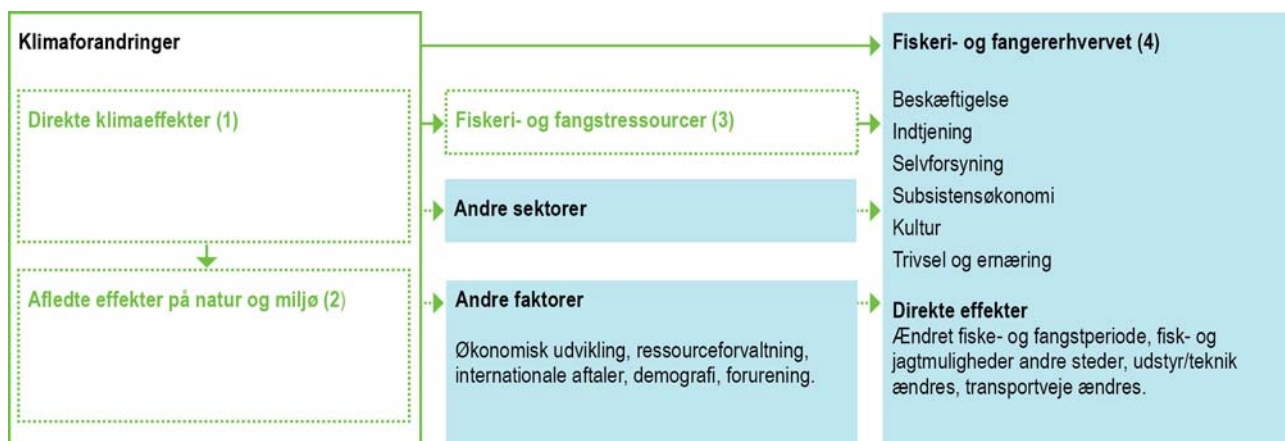 Klimaforandringer
Direkte klimaeffekter (1)
Afledte effekter på natur og miljø (2)
Fiskeri- og fangstressourcer (3)
Andre sektorer
Andre faktorer
Økonomisk udvikling, ressourceforvaltning,
internationale aftaler, demografi, forurening.
Fiskeri- og fangererhvervet (4)
Beskæftigelse
Indtjening
Selvforsyning
Subsistensøkonomi
Kultur
Trivsel og ernæring
Direkte effekter
Ændret fiske- og fangstperiode, fisk- og
jagtmuligheder andre steder, udstyr/teknik
ændres, transportveje ændres.